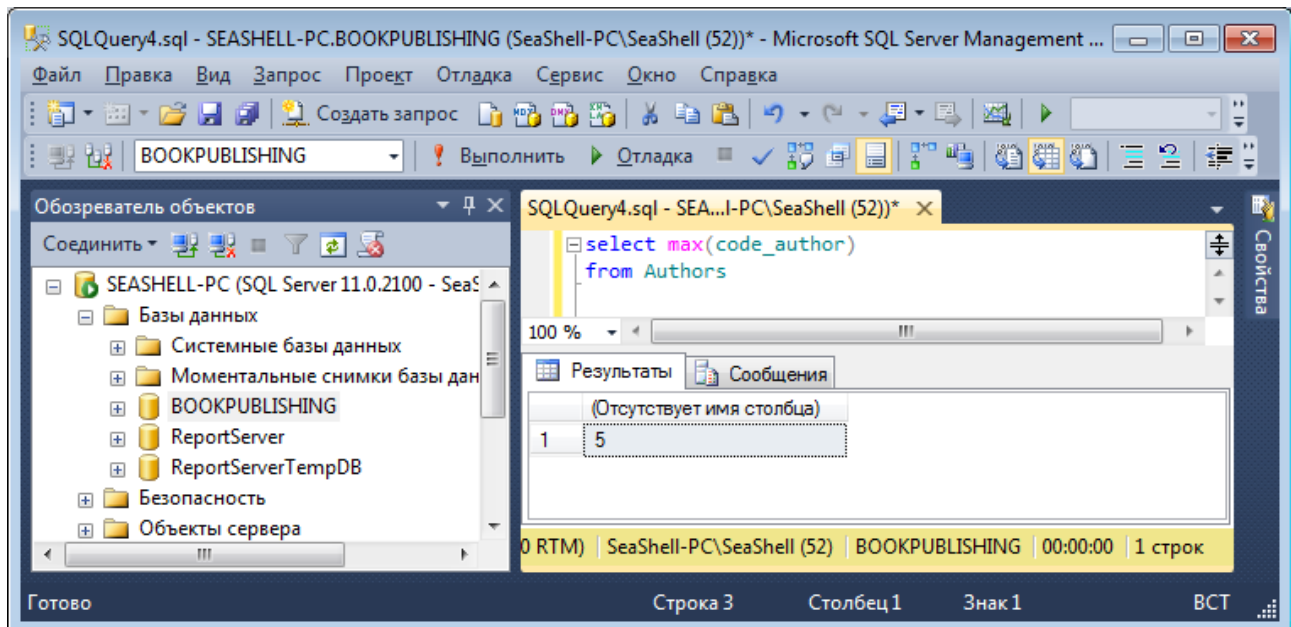 SQLQuery4.sql - SEASHELL-PC.BOOKPUBLISHING (SeaShell-PC\SeaShell (52))* - Microsoft SQL Server Management ...
Файл Правка Вид Запрос Проект Отладка Сервис Окно Справка
Создать запрос
BOOKPUBLISHING Выполнить Отладка
Обозреватель объектов
Соединить
SEASHELL-PC (SQL Server 11.0.2100 - SeaS
Базы данных
Системные базы данных
Моментальные снимки базы дан
BOOKPUBLISHING
ReportServer
ReportServerTempDB
Безопасность
Объекты сервера
SQLQuery4.sql - SEA...l-PC\SeaShell (52))*
select max(code_author)
from Authors
100 %
Результаты Сообщения
(Отсутствует имя столбца)
1 5
0 RTM) SeaShell-PC\SeaShell (52) BOOKPUBLISHING 00:00:00 1 строк
Свойства
Готово Строка 3 Столбец 1 Знак 1 ВСТ